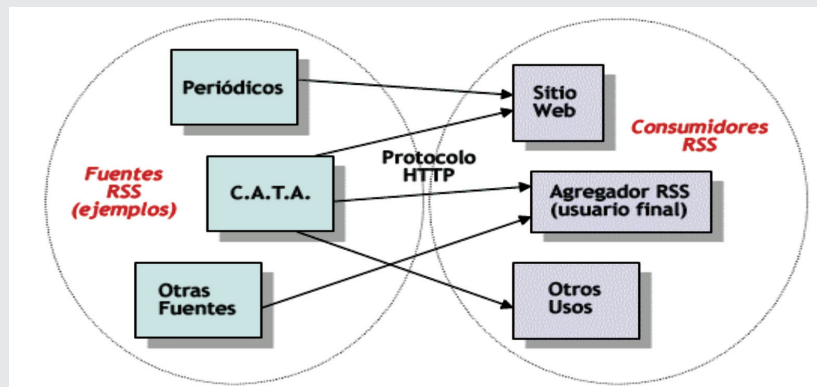 Periódicos
Sitio
Web
Consumidores
RSS
Protocolo
HTTP
Fuentes
RSS
(ejemplos)
C.A.T.A.
Agregador RSS
(usuario final)
Otras
Fuentes
Otros
Usos